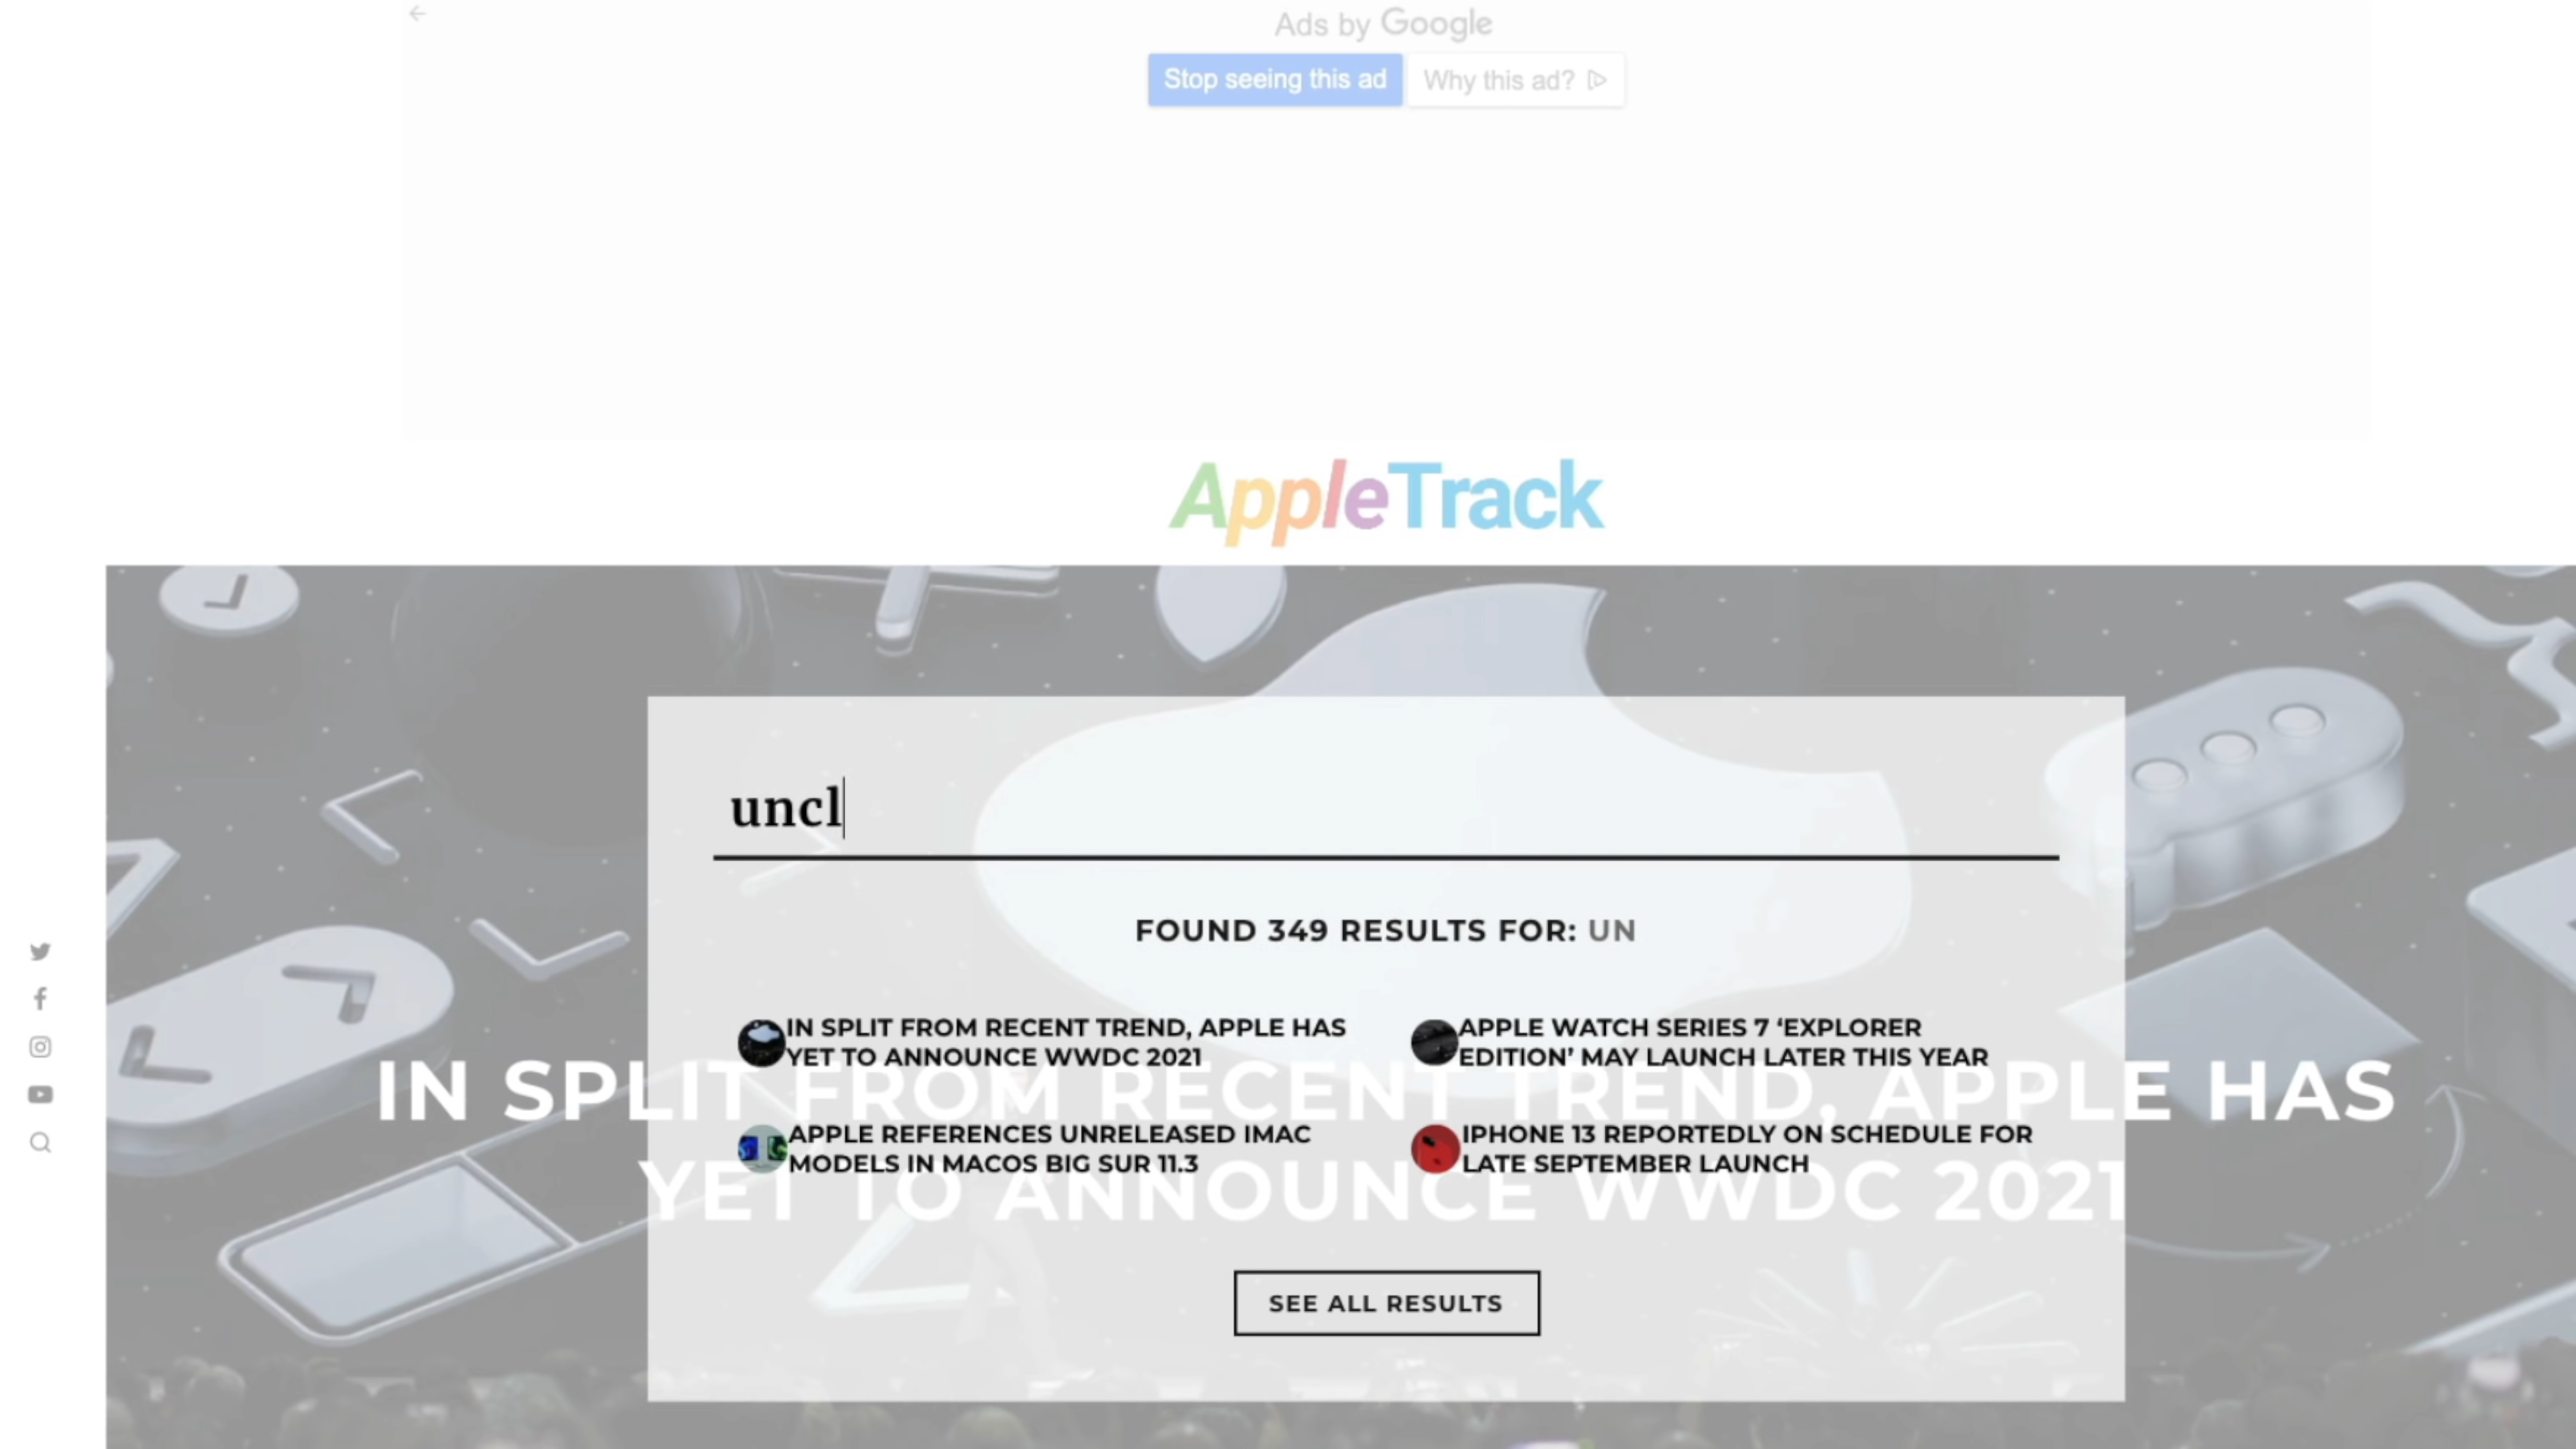 Ads by Google
Stop seeing this ad
Why this ad?
AppleTrack
uncl
FOUND 349 RESULTS FOR: UN
IN SPLIT FROM RECENT TREND, APPLE HAS
YET TO ANNOUNCE WWDC 2021
APPLE WATCH SERIES 7 ‘EXPLORER
EDITION’ MAY LAUNCH LATER THIS YEAR
IN SPLIT FROM RECENT TREND, APPLE HAS
APPLE REFERENCES UNRELEASED IMAC
MODELS IN MACOS BIG SUR 11.3
IPHONE 13 REPORTEDLY ON SCHEDULE FOR
LATE SEPTEMBER LAUNCH
YET TO ANNOUNCE WWDC 2021
SEE ALL RESULTS